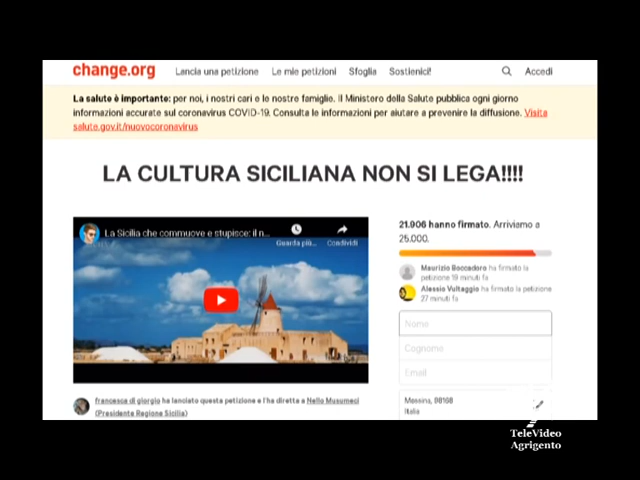 change.org
Lancia una petizione Le mie petizioni Sfoglia Sostienici! Accedi
La salute è importante: per noi, i nostri cari e le nostre famiglie. Il Ministero della Salute pubblica ogni giorno
informazioni accurate sul coronavirus COVID-19. Consulta le informazioni per aiutare a prevenire la diffusione. Visita
salute.gov.it/nuovocoronavirus
LA CULTURA SICILIANA NON SI LEGA!!!!
La Sicilia che commuove e stupisce: il n...
Guarda più... Condividi
21.906 hanno firmato. Arriviamo a
25.000.
Maurizio Boccadoro ha firmato la
petizione 19 minuti fa
Alessio Vultaggio ha firmato la petizione
27 minuti fa
Nome
Cognome
Email
Messina, 98168
Italia
francesca di giorgio ha lanciato questa petizione e l'ha diretta a Nello Musumeci
(Presidente Regione Sicilia)
TeleVideo
Agrigento